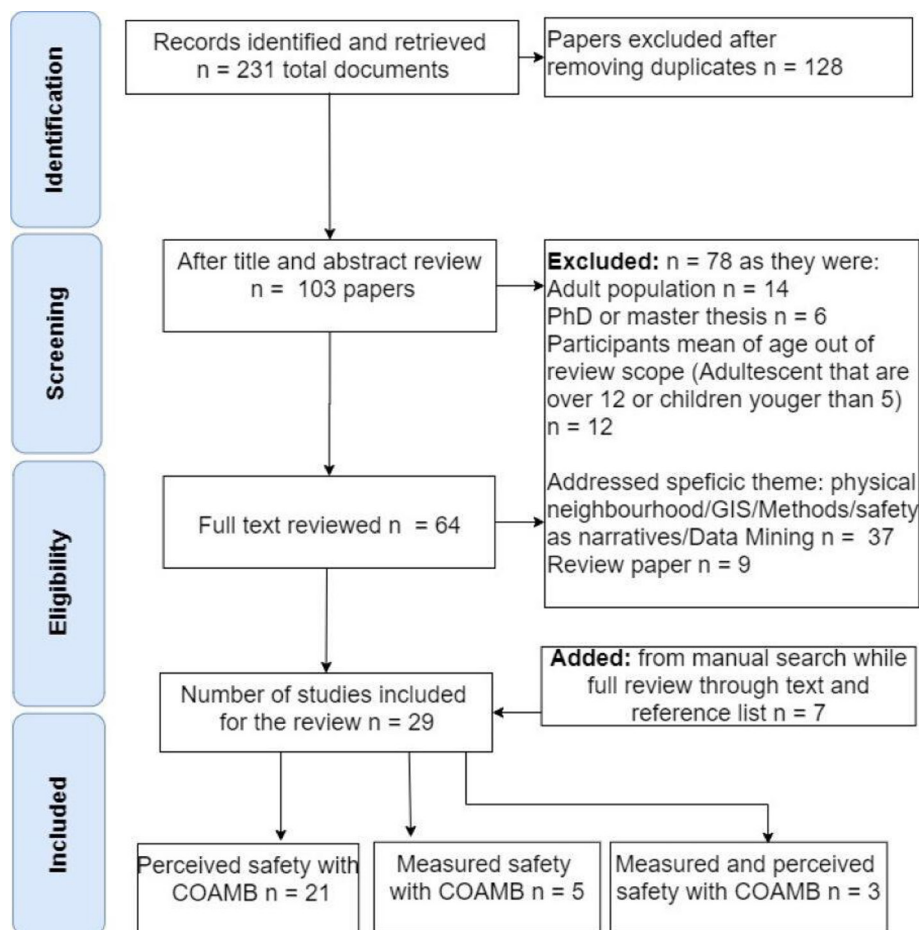 Identification
Records identified and retrieved
n = 231 total documents
Papers excluded after
removing duplicates n = 128
Screening
After title and abstract review
n = 103 papers
Excluded: n = 78 as they were:
Adult population n = 14
PhD or master thesis n = 6
Participants mean of age out of
review scope (Adultescent that are
over 12 or children youger than 5)
n = 12
Addressed speficic theme: physical
neighbourhood/GIS/Methods/safety
as narratives/Data Mining n = 37
Review paper n = 9
Eligibility
Full text reviewed n = 64
Added: from manual search while
full review through text and
reference list n = 7
Number of studies included
for the review n = 29
Included
Perceived safety with
COAMB n = 21
Measured safety
with COAMB n = 5
Measured and perceived
safety with COAMB n = 3